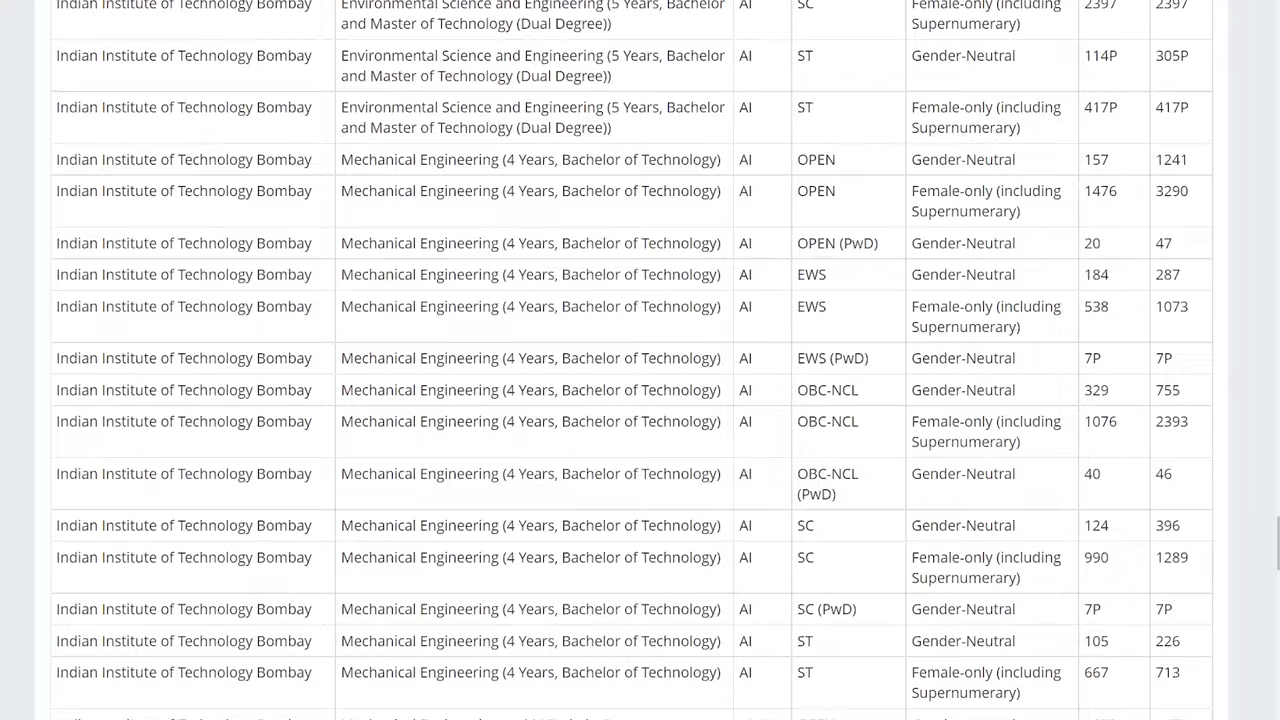 Indian Institute of Technology Bombay Environmental Science and Engineering (5 Years, Bachelor AI SC Female-only (including 2397 2397
and Master of Technology (Dual Degree)) Supernumerary)
Indian Institute of Technology Bombay Environmental Science and Engineering (5 Years, Bachelor AI ST Gender-Neutral 114P 305P
and Master of Technology (Dual Degree))
Indian Institute of Technology Bombay Environmental Science and Engineering (5 Years, Bachelor AI ST Female-only (including 417P 417P
and Master of Technology (Dual Degree)) Supernumerary)
Indian Institute of Technology Bombay Mechanical Engineering (4 Years, Bachelor of Technology) AI OPEN Gender-Neutral 157 1241
Indian Institute of Technology Bombay Mechanical Engineering (4 Years, Bachelor of Technology) AI OPEN Female-only (including 1476 3290
Supernumerary)
Indian Institute of Technology Bombay Mechanical Engineering (4 Years, Bachelor of Technology) AI OPEN (PwD) Gender-Neutral 20 47
Indian Institute of Technology Bombay Mechanical Engineering (4 Years, Bachelor of Technology) AI EWS Gender-Neutral 184 287
Indian Institute of Technology Bombay Mechanical Engineering (4 Years, Bachelor of Technology) AI EWS Female-only (including 538 1073
Supernumerary)
Indian Institute of Technology Bombay Mechanical Engineering (4 Years, Bachelor of Technology) AI EWS (PwD) Gender-Neutral 7P 7P
Indian Institute of Technology Bombay Mechanical Engineering (4 Years, Bachelor of Technology) AI OBC-NCL Gender-Neutral 329 755
Indian Institute of Technology Bombay Mechanical Engineering (4 Years, Bachelor of Technology) AI OBC-NCL Female-only (including 1076 2393
Supernumerary)
Indian Institute of Technology Bombay Mechanical Engineering (4 Years, Bachelor of Technology) AI OBC-NCL Gender-Neutral 40 46
(PwD)
Indian Institute of Technology Bombay Mechanical Engineering (4 Years, Bachelor of Technology) AI SC Gender-Neutral 124 396
Indian Institute of Technology Bombay Mechanical Engineering (4 Years, Bachelor of Technology) AI SC Female-only (including 990 1289
Supernumerary)
Indian Institute of Technology Bombay Mechanical Engineering (4 Years, Bachelor of Technology) AI SC (PwD) Gender-Neutral 7P 7P
Indian Institute of Technology Bombay Mechanical Engineering (4 Years, Bachelor of Technology) AI ST Gender-Neutral 105 226
Indian Institute of Technology Bombay Mechanical Engineering (4 Years, Bachelor of Technology) AI ST Female-only (including 667 713
Supernumerary)